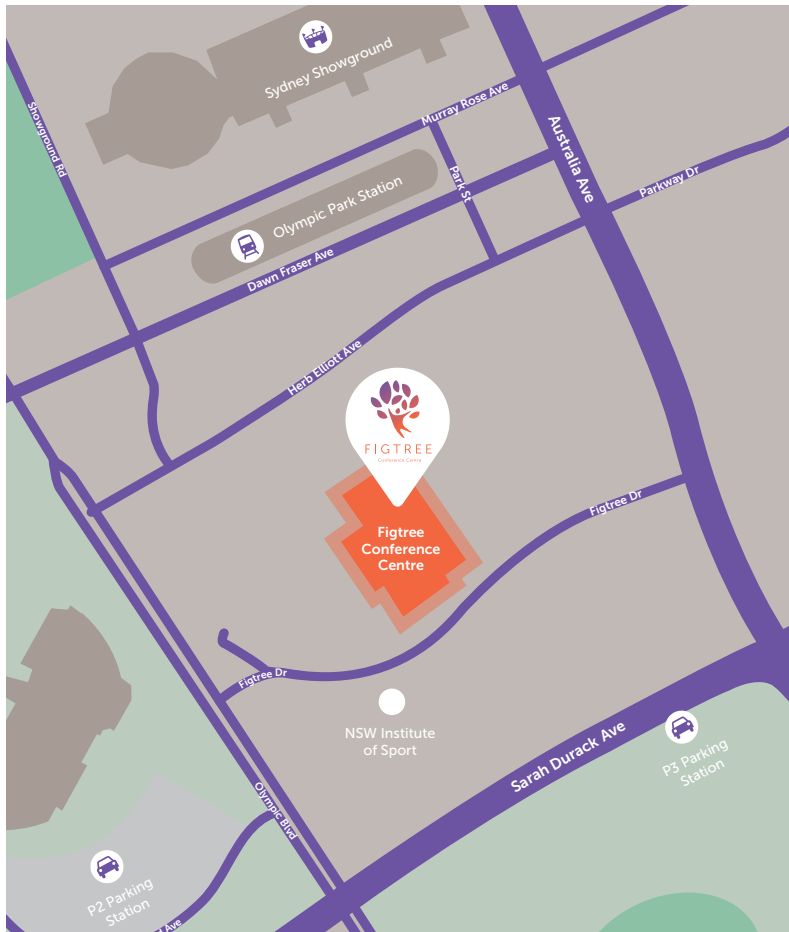 Sydney Showground
Showground Rd
Murray Rose Ave
Australia Ave
Park St
Parkway Dr
Olympic Park Station
Dawn Fraser Ave
Herb Elliott Ave
FIGTREE
Conference Centre
Figtree
Conference
Centre
Figtree Dr
Figtree Dr
NSW Institute
of Sport
Sarah Durack Ave
P3 Parking
Station
Olympic Blvd
P2 Parking
Station
Ave